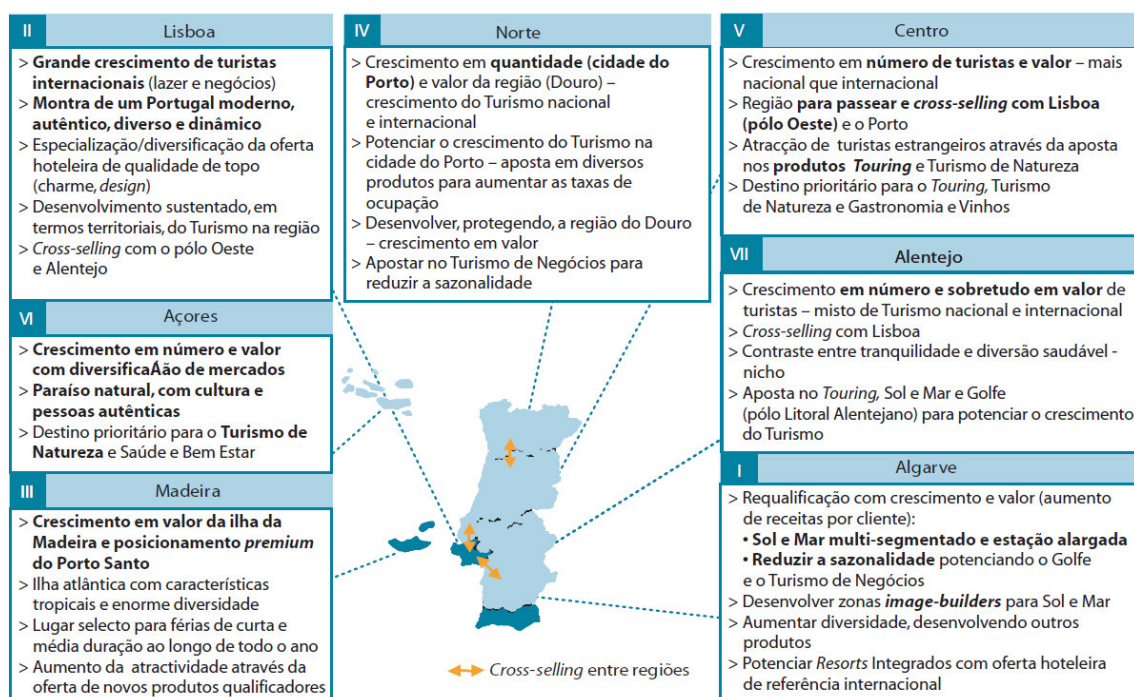 II Lisboa
> Grande crescimento de turistas
internacionais (lazer e negócios)
> Montra de um Portugal moderno,
autêntico, diverso e dinâmico
> Especialização/diversificação da oferta
hoteleira de qualidade de topo
(charme, design)
> Desenvolvimento sustentado, em
termos territoriais, do Turismo na região
> Cross-selling com o pólo Oeste
e Alentejo
VI Açores
> Crescimento em número e valor
com diversificaÁão de mercados
> Paraíso natural, com cultura e
pessoas autênticas
> Destino prioritário para o Turismo de
Natureza e Saúde e Bem Estar
III Madeira
> Crescimento em valor da ilha da
Madeira e posicionamento premium
do Porto Santo
> Ilha atlântica com características
tropicais e enorme diversidade
> Lugar selecto para férias de curta e
média duração ao longo de todo o ano
> Aumento da atractividade através da
oferta de novos produtos qualificadores
IV Norte
> Crescimento em quantidade (cidade do
Porto) e valor da região (Douro) –
crescimento do Turismo nacional
e internacional
> Potenciar o crescimento do Turismo na
cidade do Porto – aposta em diversos
produtos para aumentar as taxas de
ocupação
> Desenvolver, protegendo, a região do Douro
– crescimento em valor
> Apostar no Turismo de Negócios para
reduzir a sazonalidade
Cross-selling entre regiões
V Centro
> Crescimento em número de turistas e valor – mais
nacional que internacional
> Região para passear e cross-selling com Lisboa
(pólo Oeste) e o Porto
> Atracção de turistas estrangeiros através da aposta
nos produtos Touring e Turismo de Natureza
> Destino prioritário para o Touring, Turismo
de Natureza e Gastronomia e Vinhos
VII Alentejo
> Crescimento em número e sobretudo em valor de
turistas – misto de Turismo nacional e internacional
> Cross-selling com Lisboa
> Contraste entre tranquilidade e diversão saudável -
nicho
> Aposta no Touring, Sol e Mar e Golfe
(pólo Litoral Alentejano) para potenciar o crescimento
do Turismo
I Algarve
> Requalificação com crescimento e valor (aumento
de receitas por cliente):
• Sol e Mar multi-segmentado e estação alargada
• Reduzir a sazonalidade potenciando o Golfe
e o Turismo de Negócios
> Desenvolver zonas image-builders para Sol e Mar
> Aumentar diversidade, desenvolvendo outros
produtos
> Potenciar Resorts Integrados com oferta hoteleira
de referência internacional